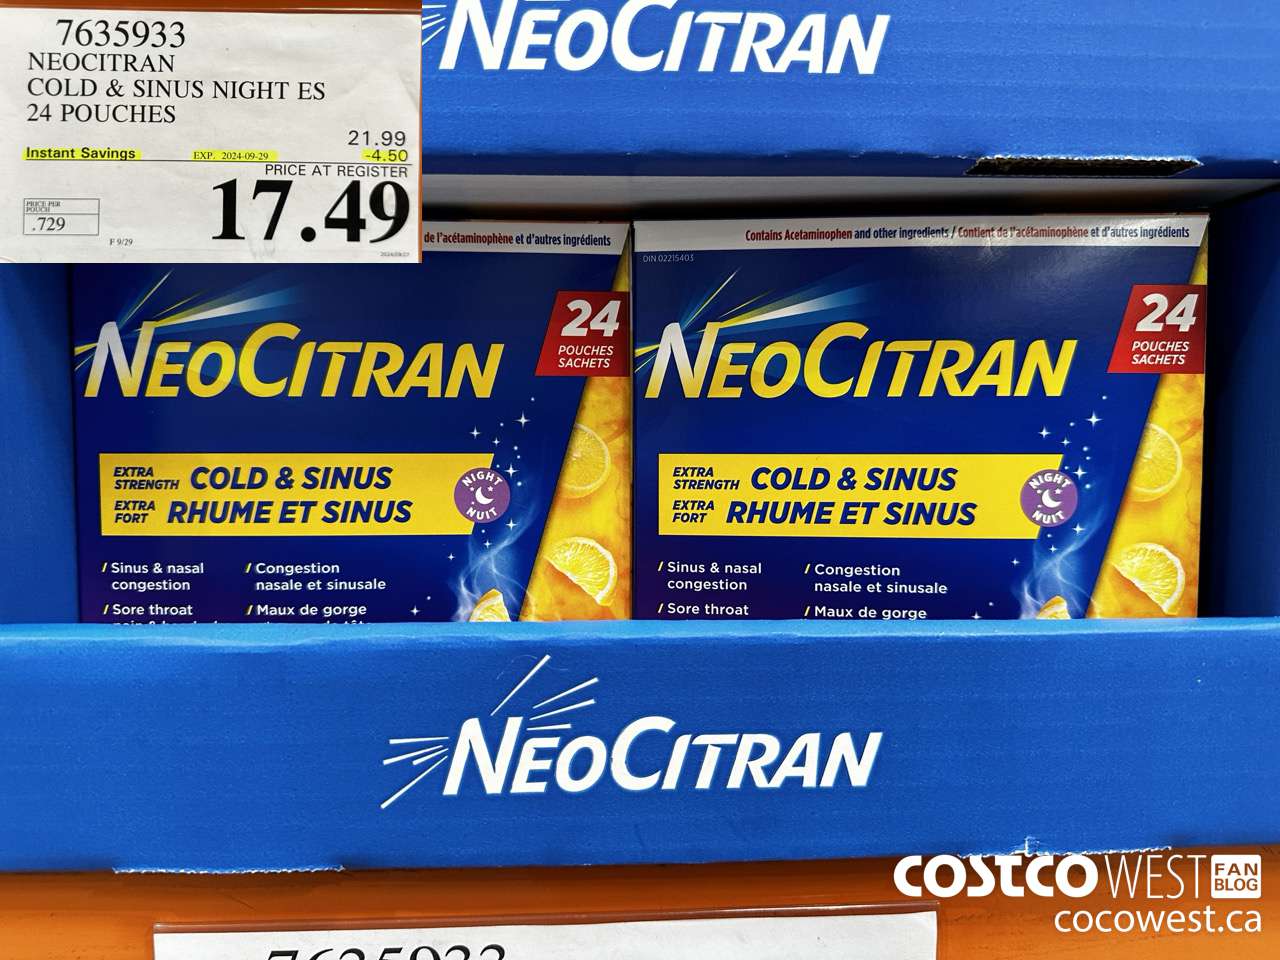 7635933
NEOCITRAN
COLD & SINUS NIGHT ES
24 POUCHES
21.99
Instant Savings EXP. 2024-09-29 -4.50
PRICE AT REGISTER
17.49
PRICE PER
POUCH
.729
F 9/29
NEOCITRAN
de l'acétaminophène et d'autres ingrédients
24
POUCHES
SACHETS
NEOCITRAN
EXTRA
STRENGTH COLD & SINUS
EXTRA
FORT RHUME ET SINUS
NIGHT
NUIT
/ Sinus & nasal
congestion
/ Sore throat
/ Congestion
nasale et sinusale
/ Maux de gorge
Contains Acetaminophen and other ingredients / Contient de l'acétaminophène et d'autres ingrédients
DIN 02215403
24
POUCHES
SACHETS
NEOCITRAN
EXTRA
STRENGTH COLD & SINUS
EXTRA
FORT RHUME ET SINUS
NIGHT
NUIT
/ Sinus & nasal
congestion
/ Sore throat
/ Congestion
nasale et sinusale
/ Maux de gorge
NEOCITRAN
COSTCO WEST FAN BLOG
cocowest.ca
7635933